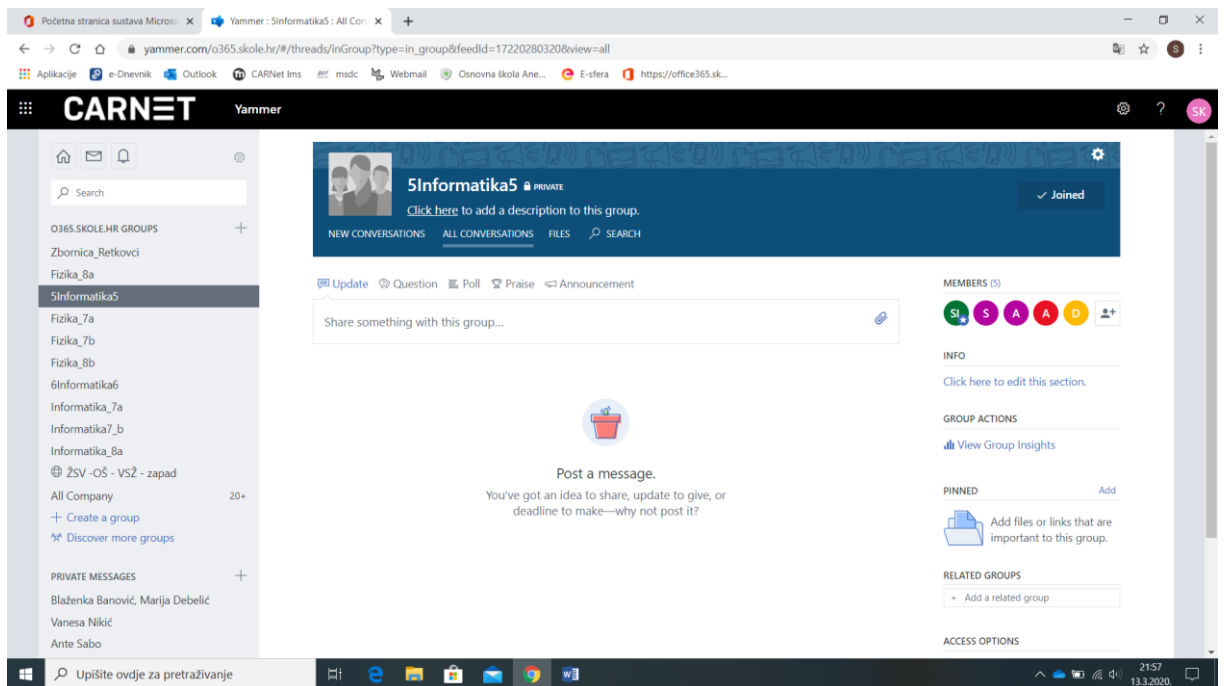 Početna stranica sustava Microso
Yammer : 5Informatika5 : All Con
yammer.com/o365.skole.hr/#/threads/inGroup?type=in_group&feedId=17220280320&view=all
S
Aplikacije e-Dnevnik Outlook CARNet lms msdc Webmail Osnovna škola Ane... E-sfera https://office365.sk...
CARNET Yammer
? SK
Search
O365.SKOLE.HR GROUPS
Zbornica_Retkovci
Fizika_8a
5Informatika5
Fizika_7a
Fizika_7b
Fizika_8b
6Informatika6
Informatika_7a
Informatika7_b
Informatika_8a
ŽSV -OŠ - VSŽ - zapad
All Company 20+
+ Create a group
Discover more groups
PRIVATE MESSAGES
Blaženka Banović, Marija Debelić
Vanesa Nikić
Ante Sabo
5Informatika5 PRIVATE
Click here to add a description to this group.
NEW CONVERSATIONS ALL CONVERSATIONS FILES SEARCH
Joined
Update Question Poll Praise Announcement
Share something with this group...
Post a message.
You've got an idea to share, update to give, or
deadline to make—why not post it?
MEMBERS (5)
SI S A A D
INFO
Click here to edit this section.
GROUP ACTIONS
View Group Insights
PINNED Add
Add files or links that are
important to this group.
RELATED GROUPS
+ Add a related group
ACCESS OPTIONS
Upišite ovdje za pretraživanje
21:57
13.3.2020.